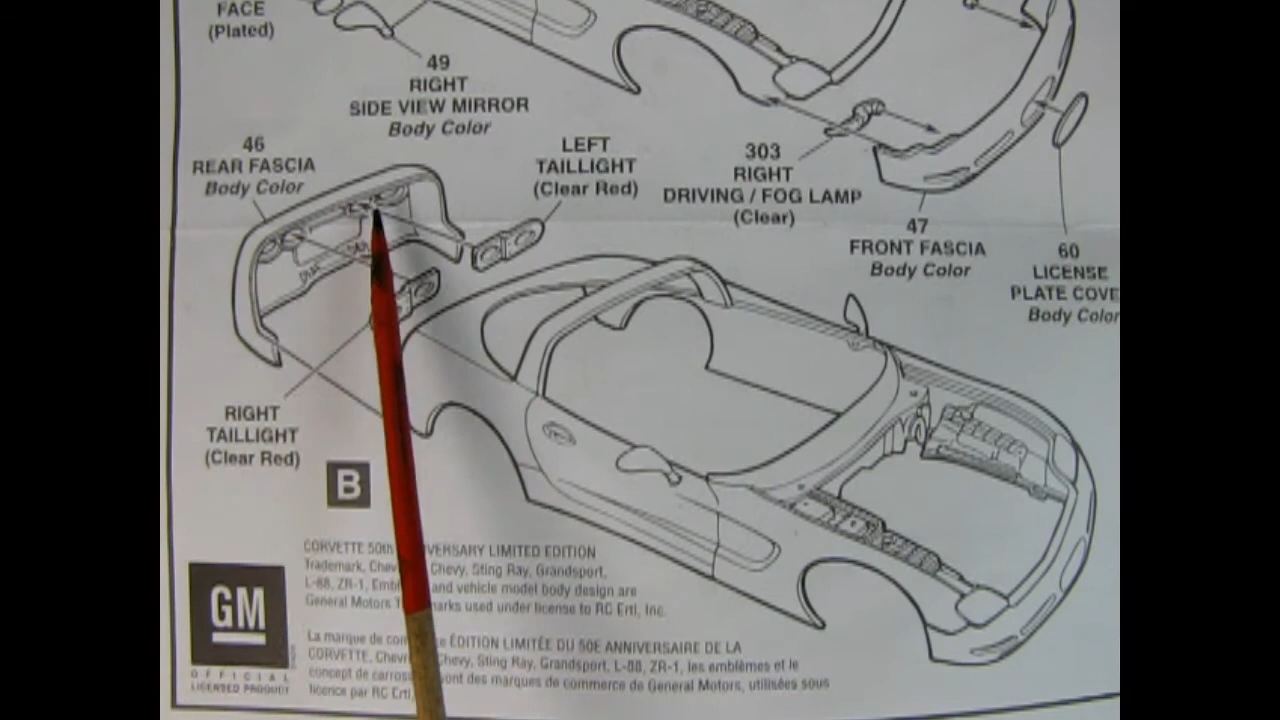 FACE
(Plated)
49
RIGHT
SIDE VIEW MIRROR
Body Color
46
REAR FASCIA
Body Color
LEFT
TAILLIGHT
(Clear Red)
303
RIGHT
DRIVING / FOG LAMP
(Clear)
47
FRONT FASCIA
Body Color
60
LICENSE
PLATE COVE
Body Color
RIGHT
TAILLIGHT
(Clear Red)
B
GM
OFFICIAL
LICENSED PRODUCT
CORVETTE 50th VERSARY LIMITED EDITION
Trademark, Chev Chevy, Sting Ray, Grandsport,
L-88, ZR-1, Emb and vehicle model body design are
General Motors T marks used under license to RC Ertl, Inc.
La marque de com ÉDITION LIMITÉE DU 50E ANNIVERSAIRE DE LA
CORVETTE, Chevr Chevy, Sting Ray, Grandsport, L-88, ZR-1, les emblèmes et le
concept de carross ont des marques de commerce de General Motors, utilisées sous
licence par RC Ertl